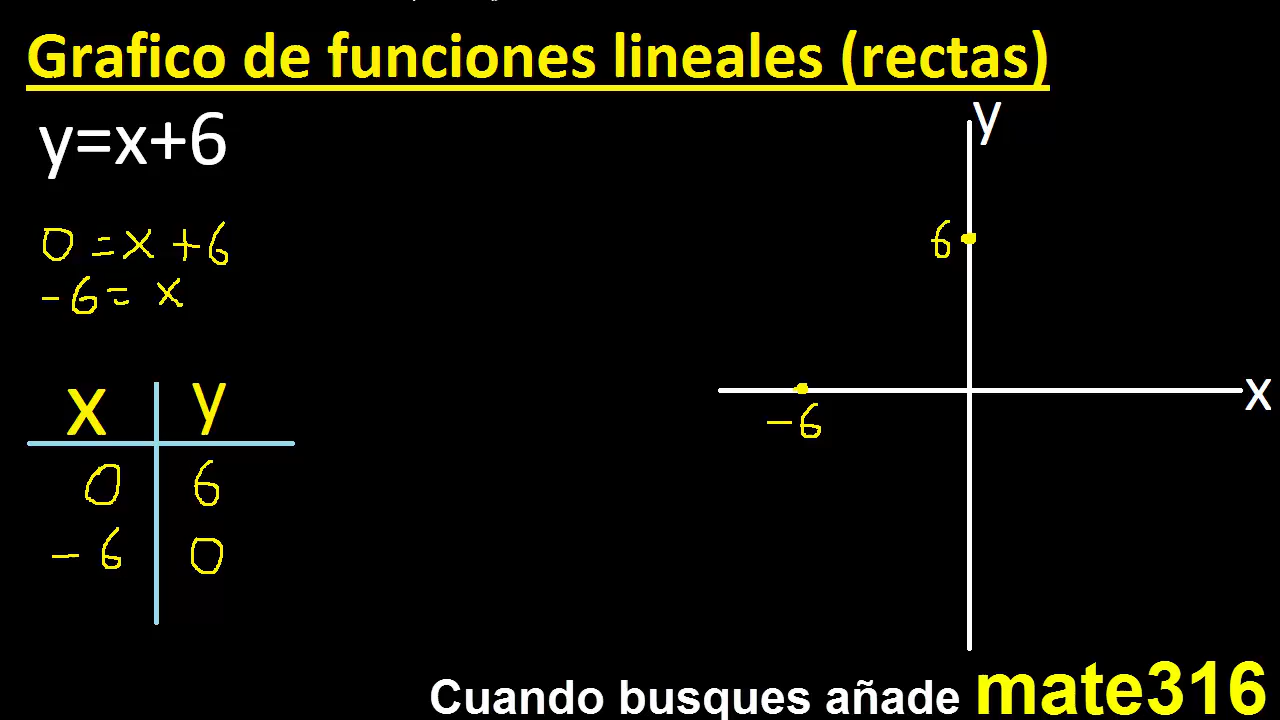 Grafico de funciones lineales (rectas)
y=x+6
0 = x + 6
-6 = x
x y
0 6
-6 0
y
6
x
-6
Cuando busques añade mate316